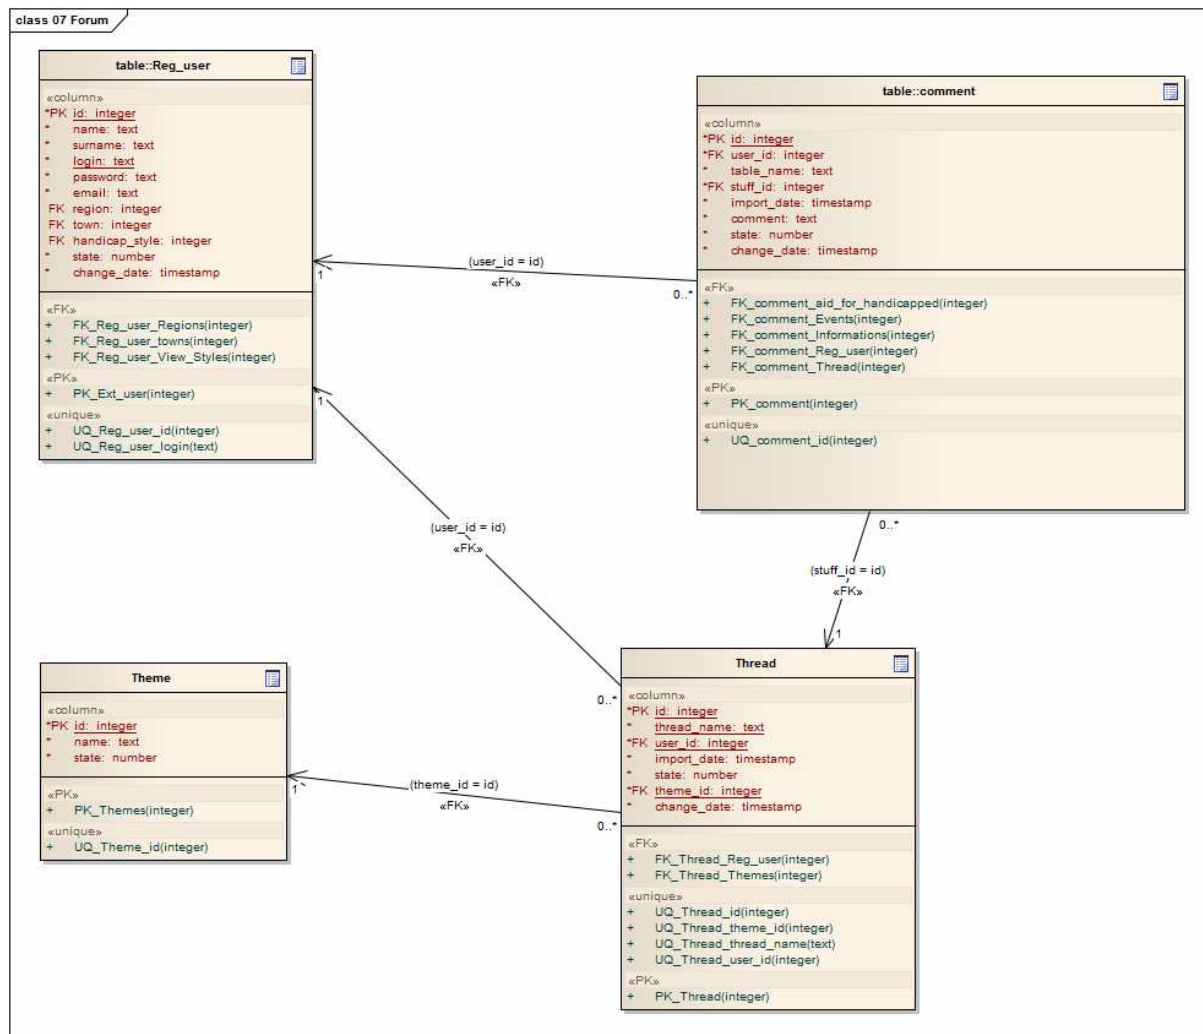 class 07 Forum
table::Reg_user
«column»
*PK id: integer
* name: text
* surname: text
* login: text
* password: text
* email: text
FK region: integer
FK town: integer
FK handicap_style: integer
* state: number
* change_date: timestamp
«FK»
+ FK_Reg_user_Regions(integer)
+ FK_Reg_user_towns(integer)
+ FK_Reg_user_View_Styles(integer)
«PK»
+ PK_Ext_user(integer)
«unique»
+ UQ_Reg_user_id(integer)
+ UQ_Reg_user_login(text)
table::comment
«column»
*PK id: integer
*FK user_id: integer
* table_name: text
*FK stuff_id: integer
* import_date: timestamp
* comment: text
* state: number
* change_date: timestamp
«FK»
+ FK_comment_aid_for_handicapped(integer)
+ FK_comment_Events(integer)
+ FK_comment_Informations(integer)
+ FK_comment_Reg_user(integer)
+ FK_comment_Thread(integer)
«PK»
+ PK_comment(integer)
«unique»
+ UQ_comment_id(integer)
(user_id = id)
1
«FK»
0..*
1
(user_id = id)
«FK»
0..*
0..*
(stuff_id = id)
«FK»
1
Theme
«column»
*PK id: integer
* name: text
* state: number
«PK»
+ PK_Themes(integer)
«unique»
+ UQ_Theme_id(integer)
(theme_id = id)
1
«FK»
0..*
Thread
«column»
*PK id: integer
* thread_name: text
*FK user_id: integer
* import_date: timestamp
* state: number
*FK theme_id: integer
* change_date: timestamp
«FK»
+ FK_Thread_Reg_user(integer)
+ FK_Thread_Themes(integer)
«unique»
+ UQ_Thread_id(integer)
+ UQ_Thread_theme_id(integer)
+ UQ_Thread_thread_name(text)
+ UQ_Thread_user_id(integer)
«PK»
+ PK_Thread(integer)